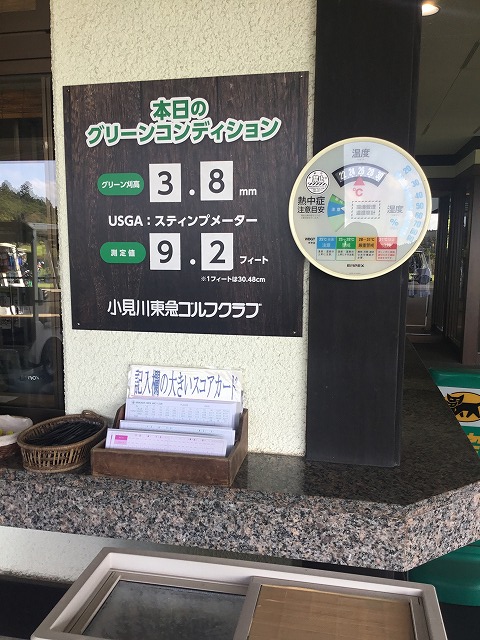 本日の
グリーンコンディション
グリーン刈高
3.8 mm
USGA：スティンプメーター
測定値
9.2 フィート
※1フィートは30.48cm
小見川東急ゴルフクラブ
温度
℃
熱中症
注意目安
湿度
EMPEX
記入欄の大きいスコアカード